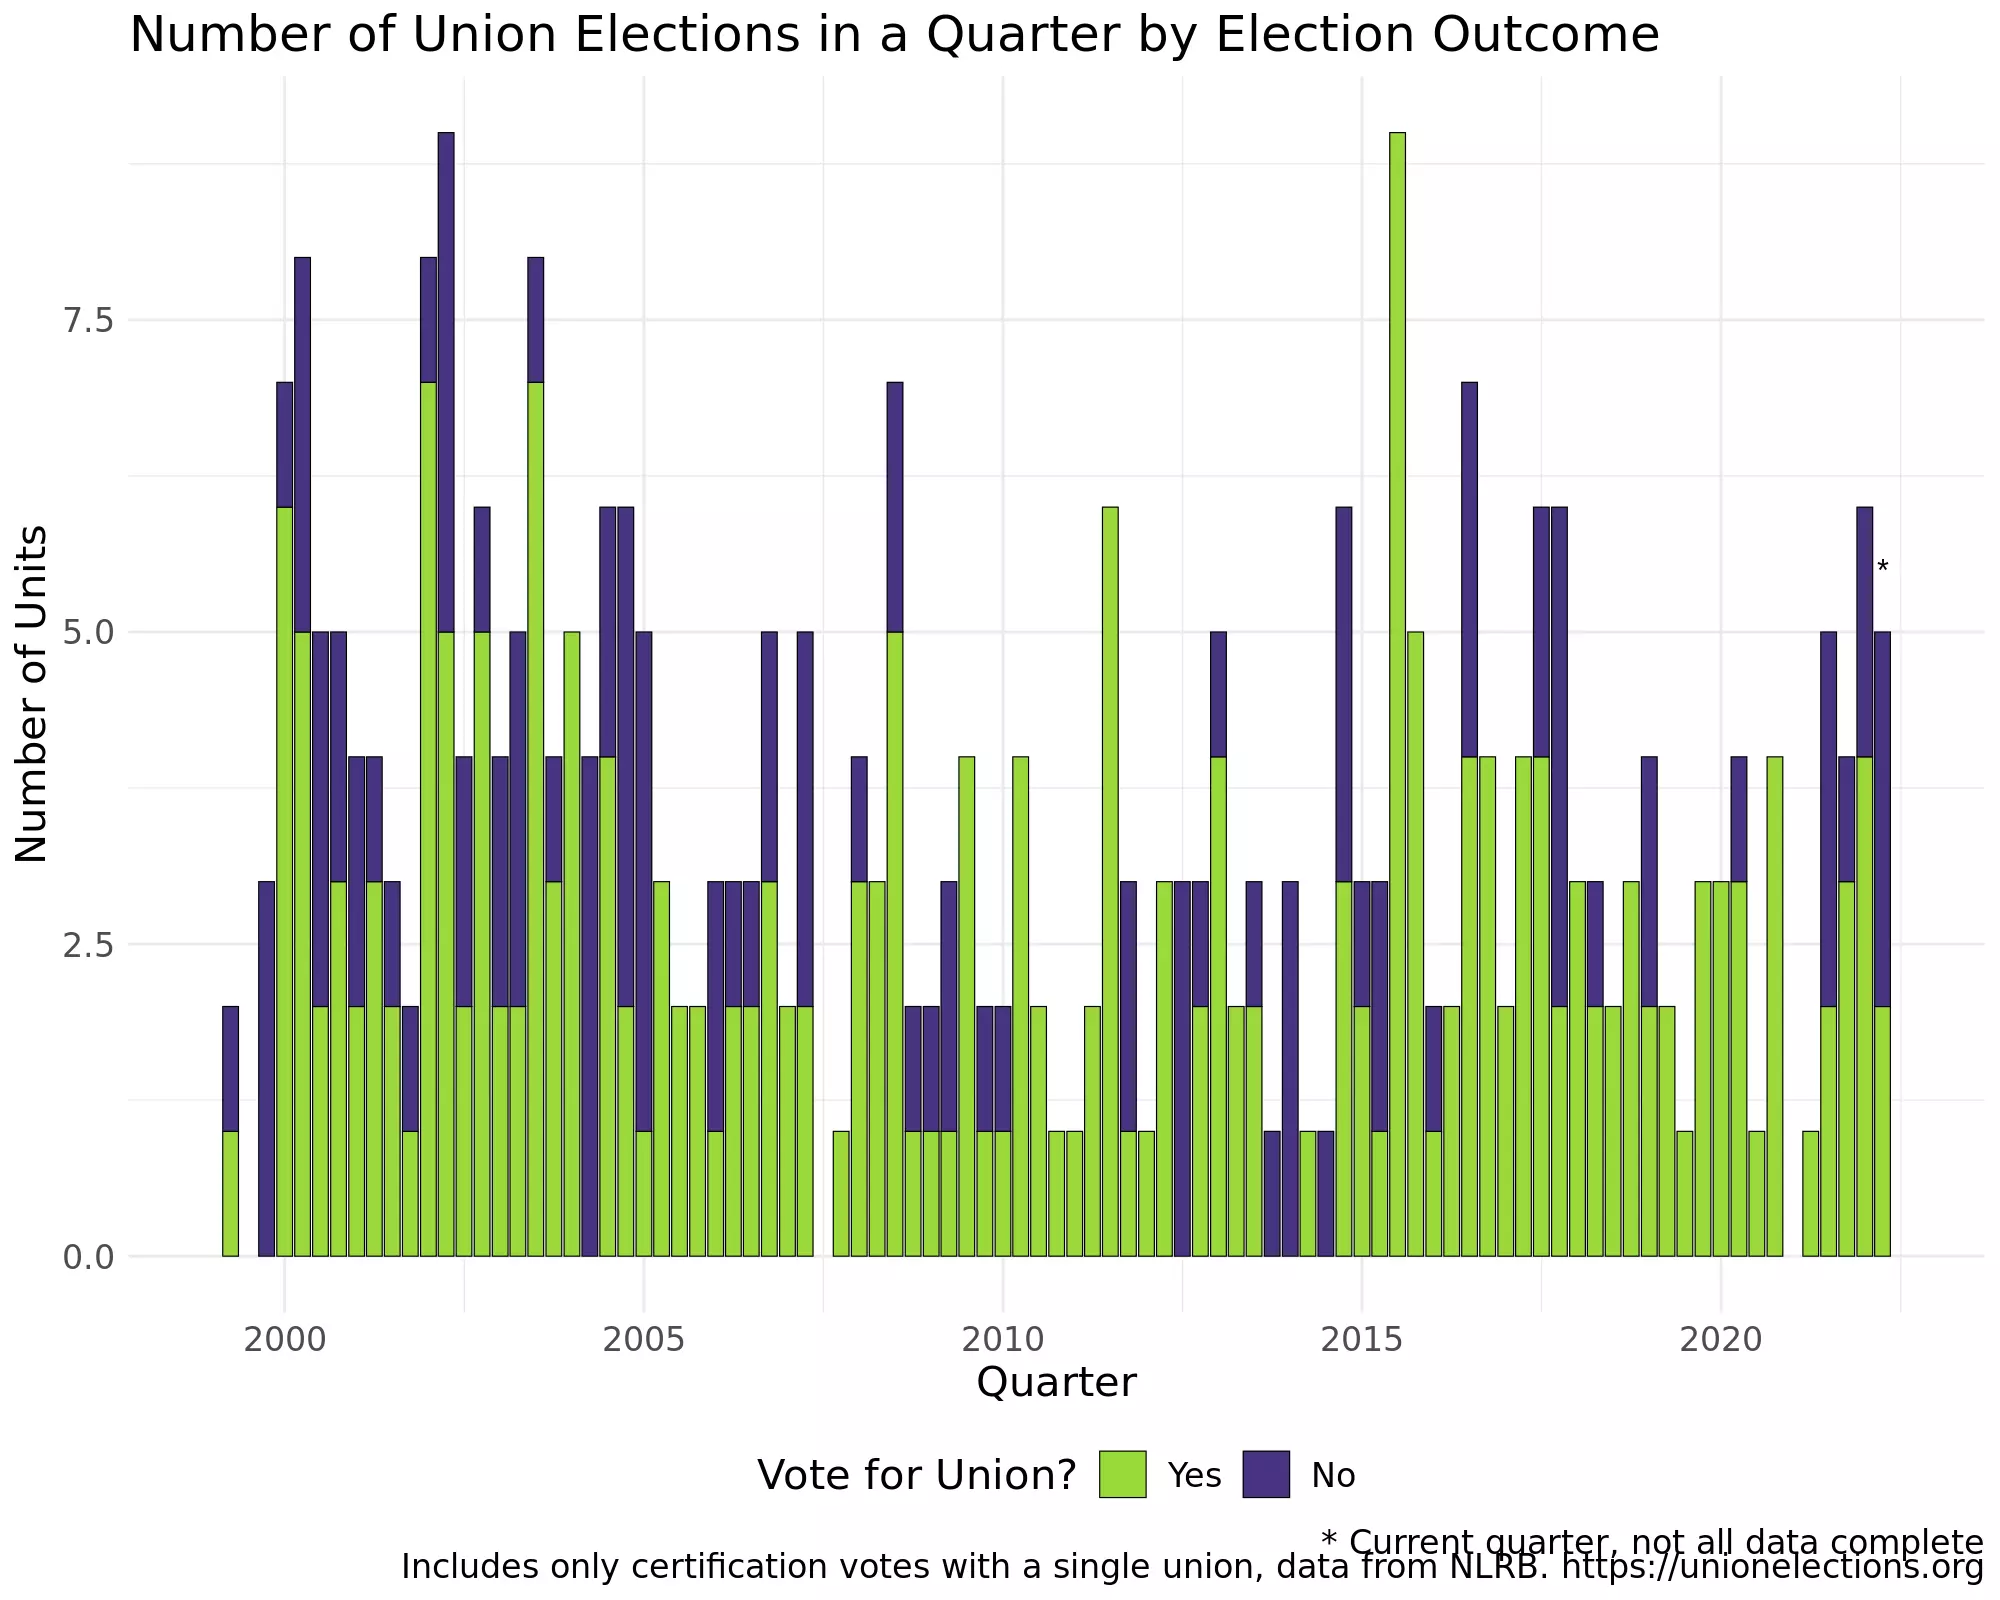 Number of Union Elections in a Quarter by Election Outcome
Number of Units
7.5
5.0
2.5
0.0
*
2000 2005 2010 2015 2020
Quarter
Vote for Union? Yes No
* Current quarter, not all data complete
Includes only certification votes with a single union, data from NLRB. https://unionelections.org